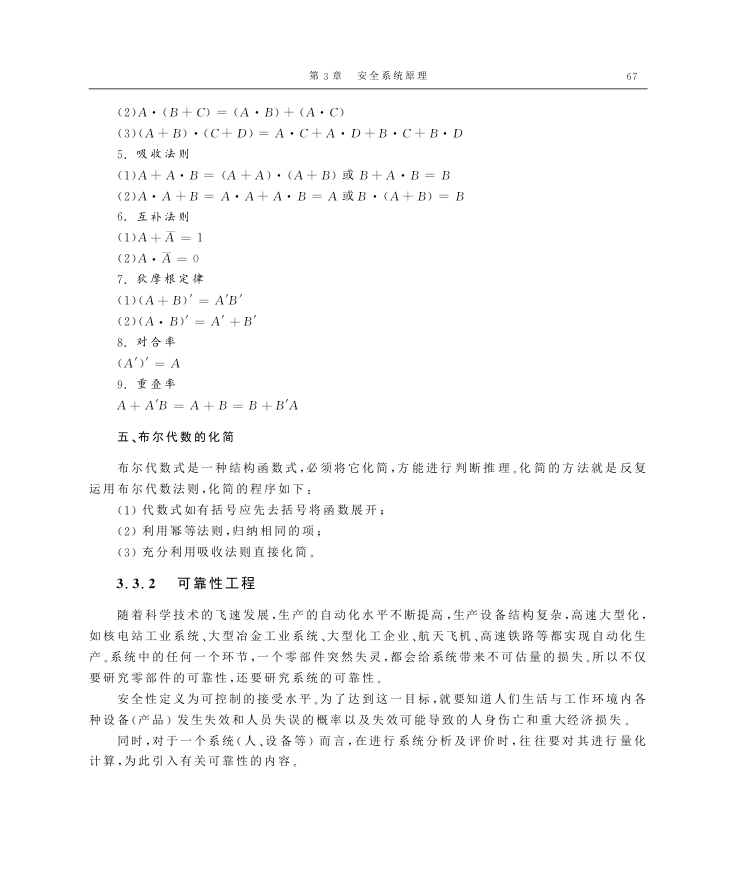 第 3 章　安全系统原理　67
(2)A·(B+C) = (A·B)+(A·C)
(3)(A+B)·(C+D) = A·C+A·D+B·C+B·D
5. 吸收法则
(1)A+A·B = (A+A)·(A+B) 或 B+A·B = B
(2)A·A+B = A·A+A·B = A 或 B·(A+B) = B
6. 互补法则
(1)A+A̅ = 1
(2)A·A̅ = 0
7. 狄摩根定律
(1)(A+B)′ = A′B′
(2)(A·B)′ = A′+B′
8. 对合率
(A′)′ = A
9. 重叠率
A+A′B = A+B = B+B′A
五、布尔代数的化简
布尔代数式是一种结构函数式,必须将它化简,方能进行判断推理。化简的方法就是反复
运用布尔代数法则,化简的程序如下:
(1) 代数式如有括号应先去括号将函数展开;
(2) 利用幂等法则,归纳相同的项;
(3) 充分利用吸收法则直接化简。
3.3.2　可靠性工程
随着科学技术的飞速发展,生产的自动化水平不断提高,生产设备结构复杂,高速大型化,
如核电站工业系统、大型冶金工业系统、大型化工企业、航天飞机、高速铁路等都实现自动化生
产。系统中的任何一个环节,一个零部件突然失灵,都会给系统带来不可估量的损失。所以不仅
要研究零部件的可靠性,还要研究系统的可靠性。
安全性定义为可控制的接受水平。为了达到这一目标,就要知道人们生活与工作环境内各
种设备(产品) 发生失效和人员失误的概率以及失效可能导致的人身伤亡和重大经济损失。
同时,对于一个系统(人、设备等) 而言,在进行系统分析及评价时,往往要对其进行量化
计算,为此引入有关可靠性的内容。